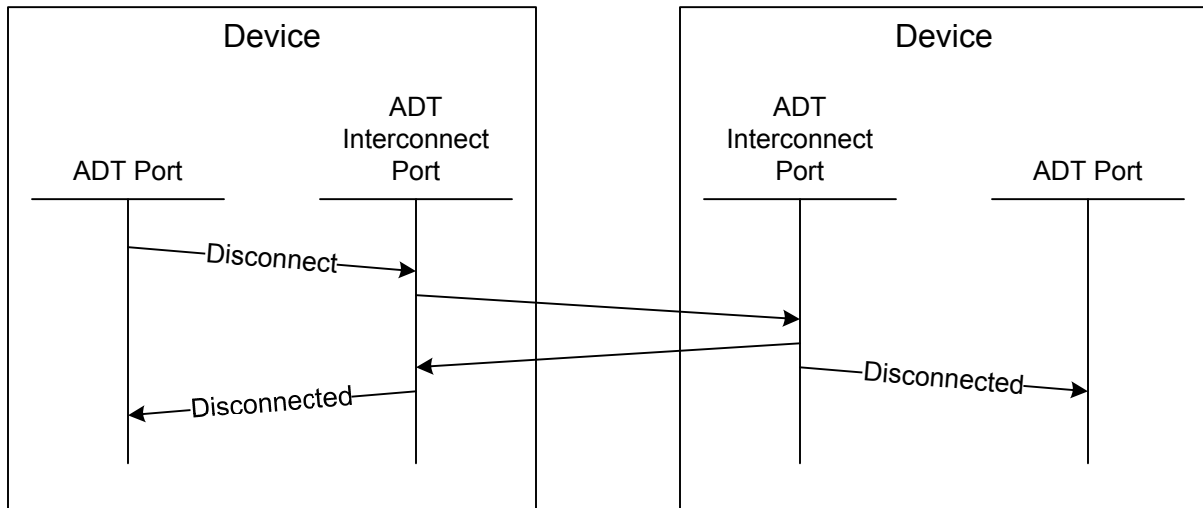 Device
ADT Port
ADT
Interconnect
Port
Disconnect
Disconnected
Device
ADT
Interconnect
Port
ADT Port
Disconnected